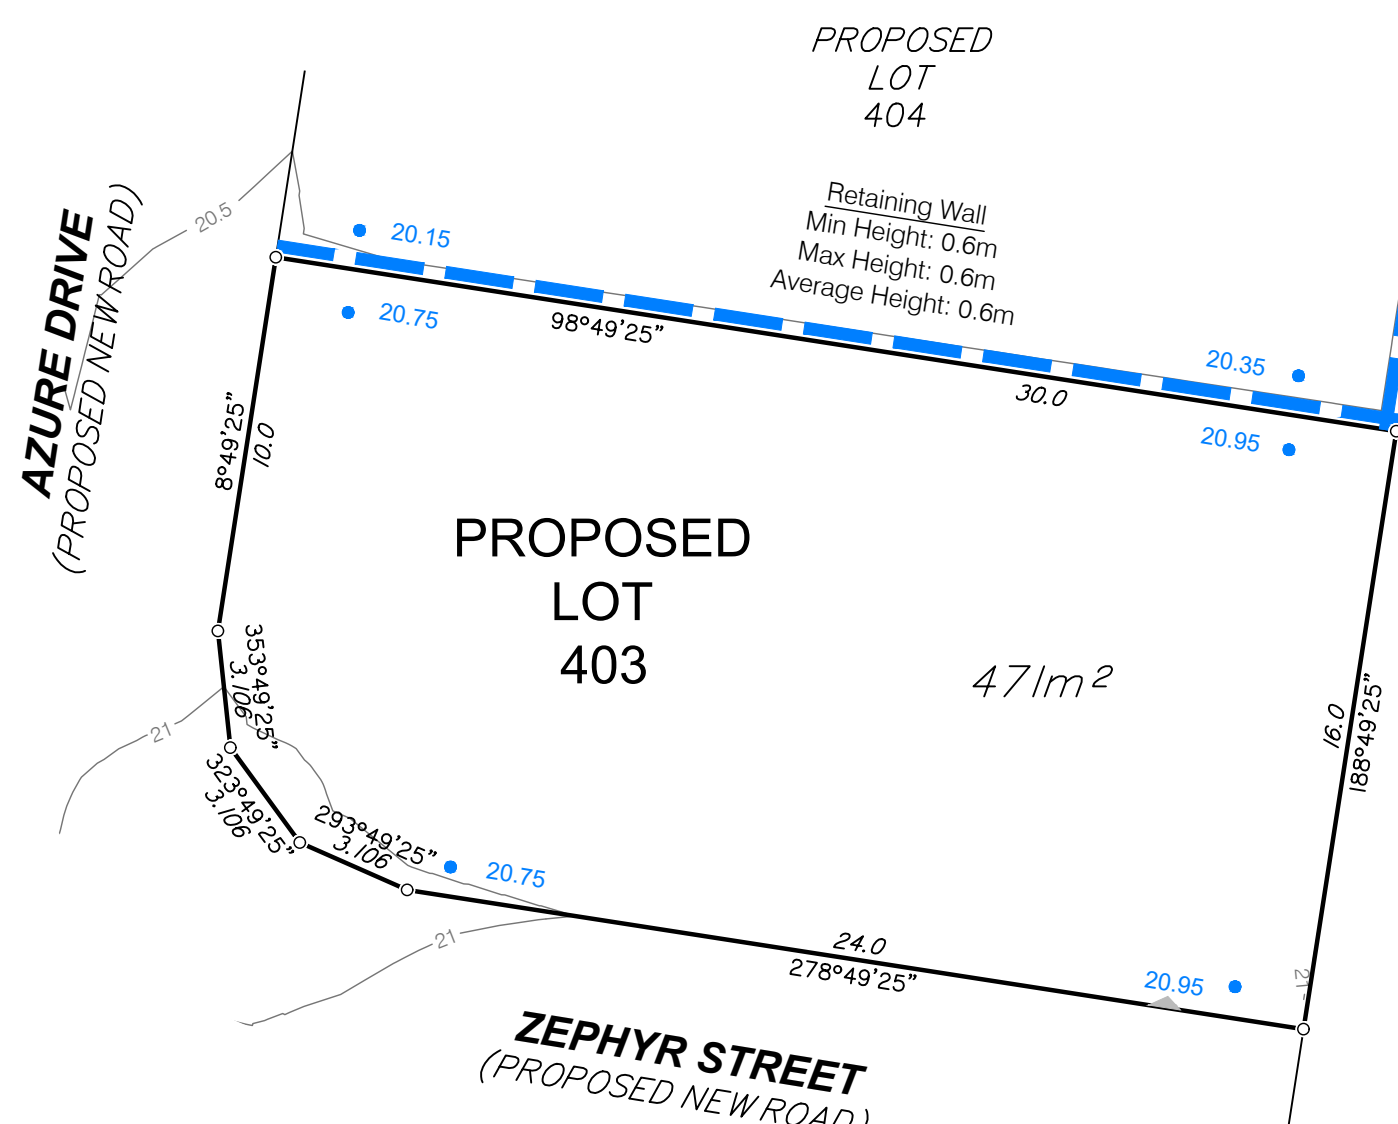 PROPOSED
LOT
404
Retaining Wall
Min Height: 0.6m
Max Height: 0.6m
Average Height: 0.6m
20.5
AZURE DRIVE
(PROPOSED NEW ROAD)
20.15
20.75
98°49'25"
30.0
20.35
20.95
8°49'25"
10.0
PROPOSED
LOT
403
471m²
16.0
188°49'25"
353°49'25"
3.106
21
323°49'25"
3.106
293°49'25"
3.106
20.75
21
24.0
278°49'25"
20.95
21
ZEPHYR STREET
(PROPOSED NEW ROAD)